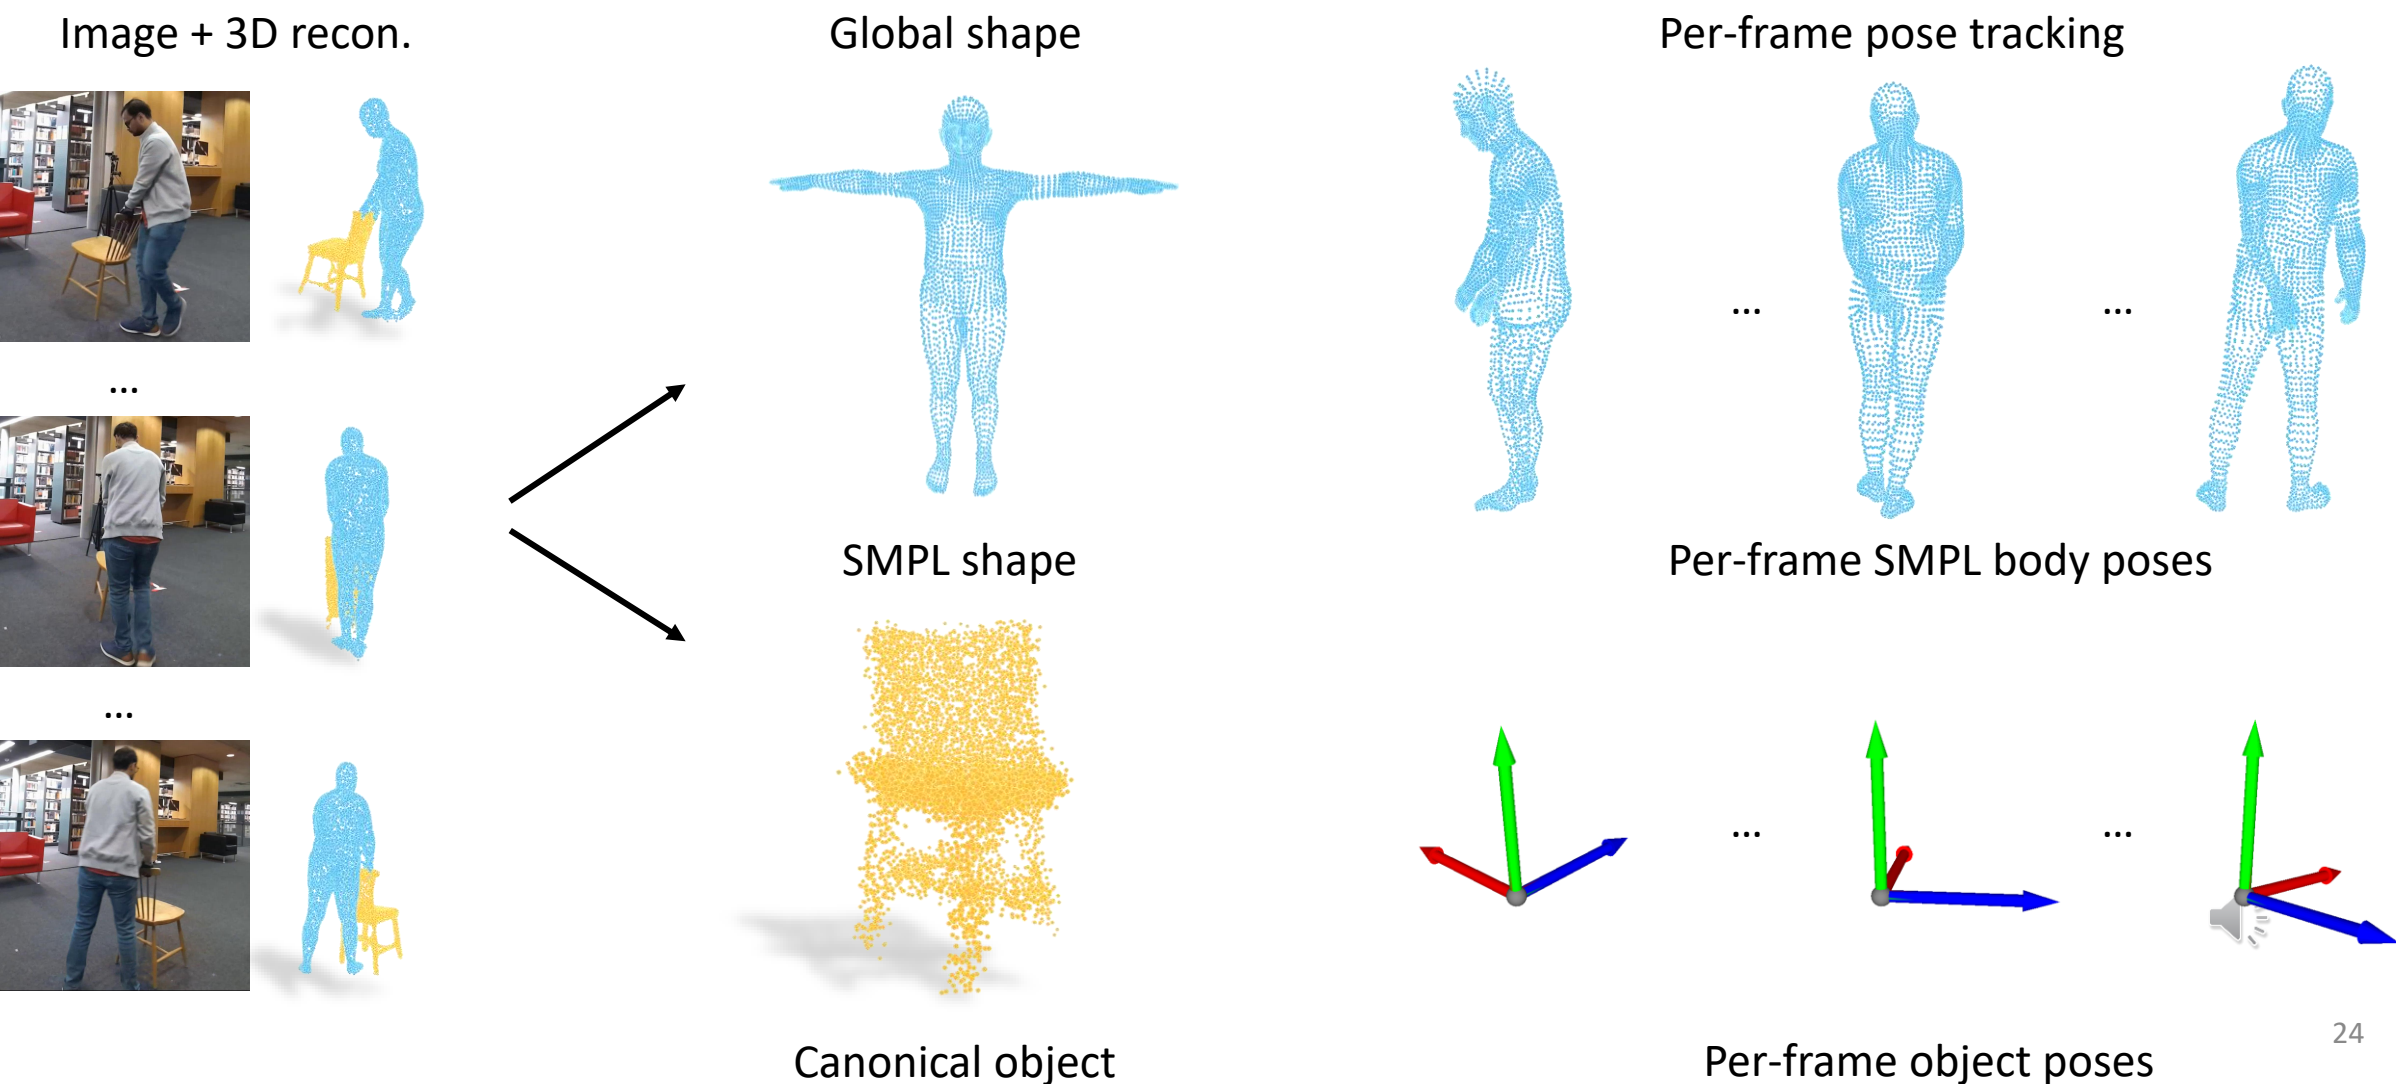 Image + 3D recon.
Global shape
Per-frame pose tracking
...
...
...
SMPL shape
Per-frame SMPL body poses
...
...
...
Canonical object
Per-frame object poses
24